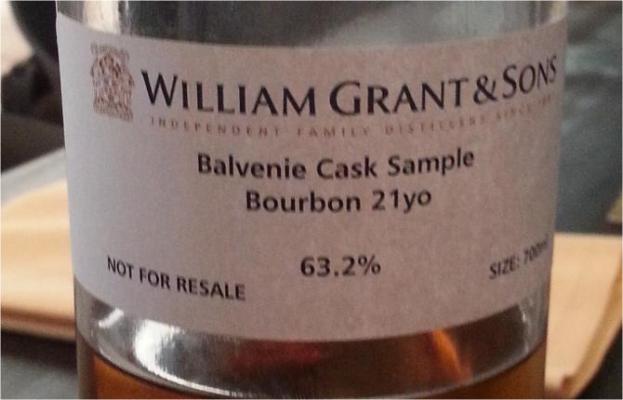 WILLIAM GRANT & SONS
INDEPENDENT FAMILY DISTILLERS SINCE
Balvenie Cask Sample
Bourbon 21yo
63.2%
NOT FOR RESALE
SIZE: 700ml